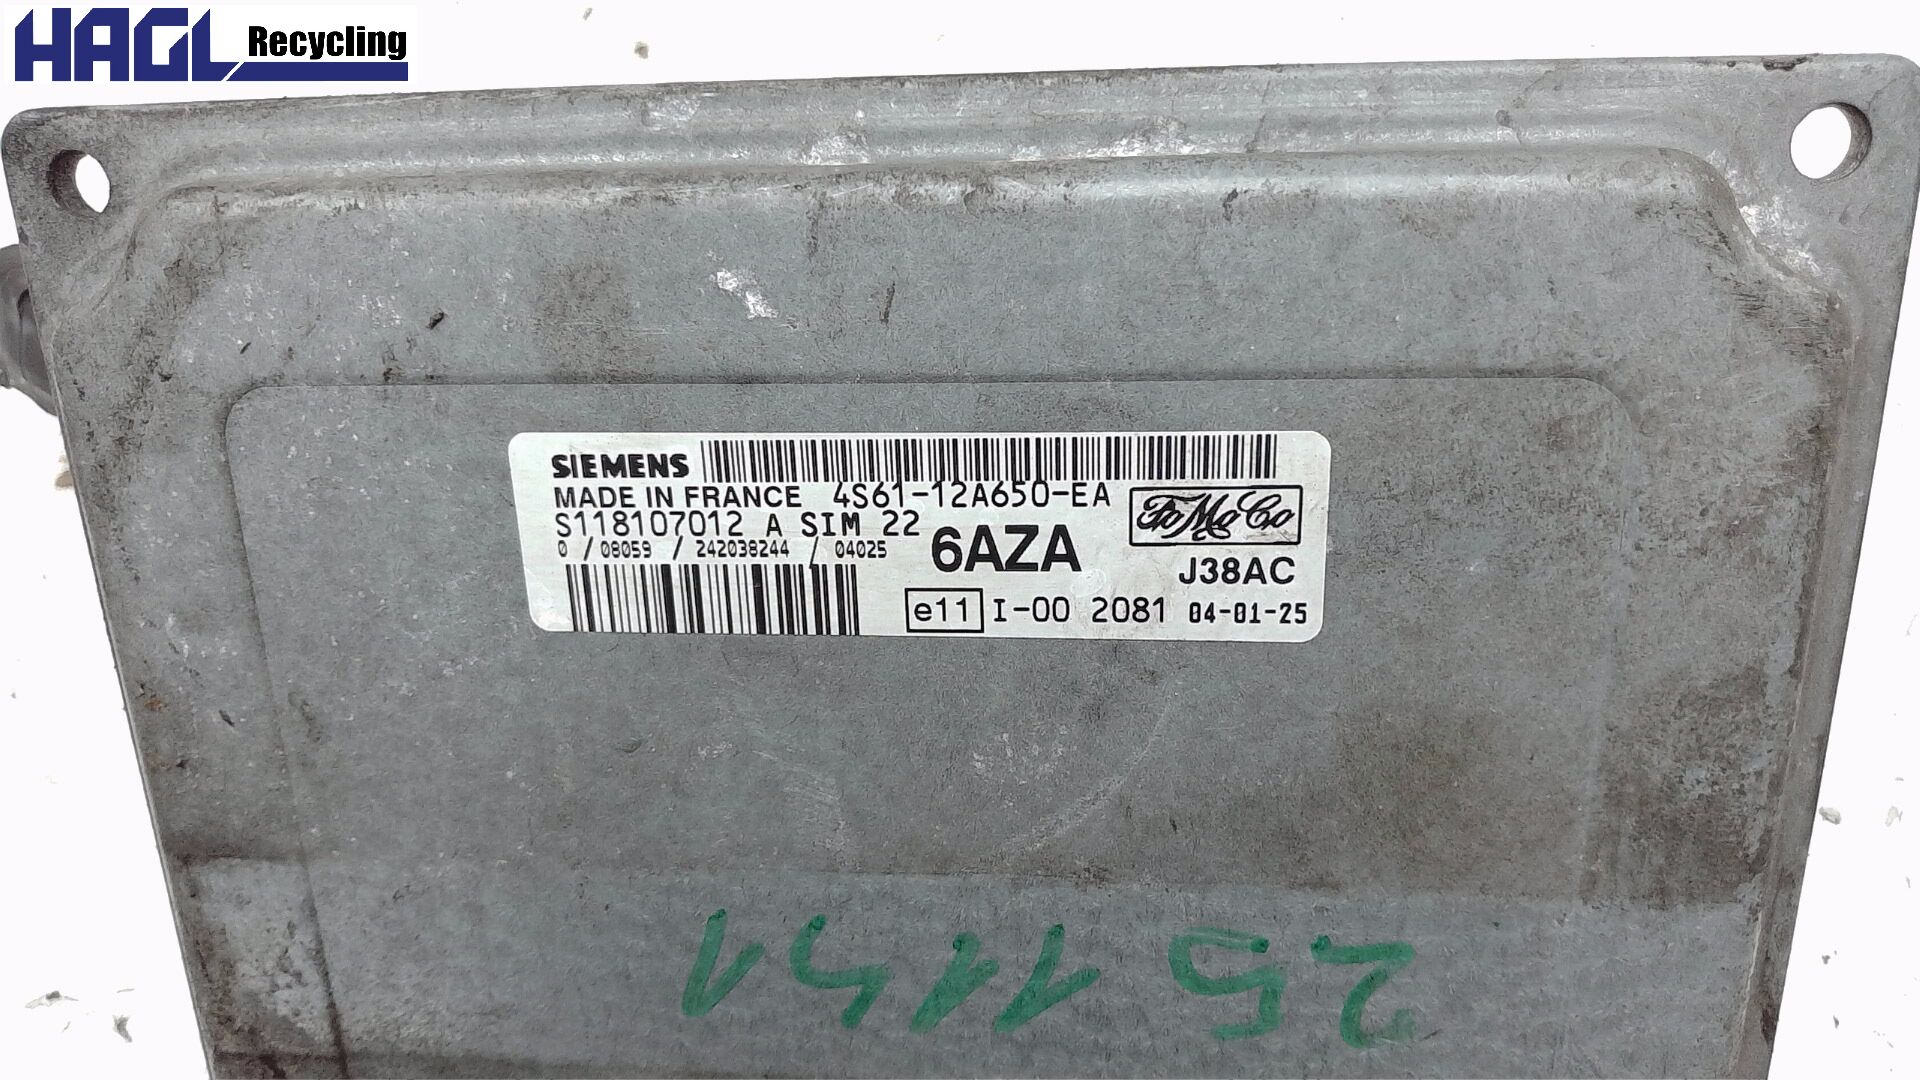 HAGL Recycling
SIEMENS
MADE IN FRANCE 4S61-12A650-EA
FoMoCo
S118107012 A SIM 22
0 / 08059 / 242038244 / 04025
6AZA
J38AC
e11 I-00 2081 04-01-25